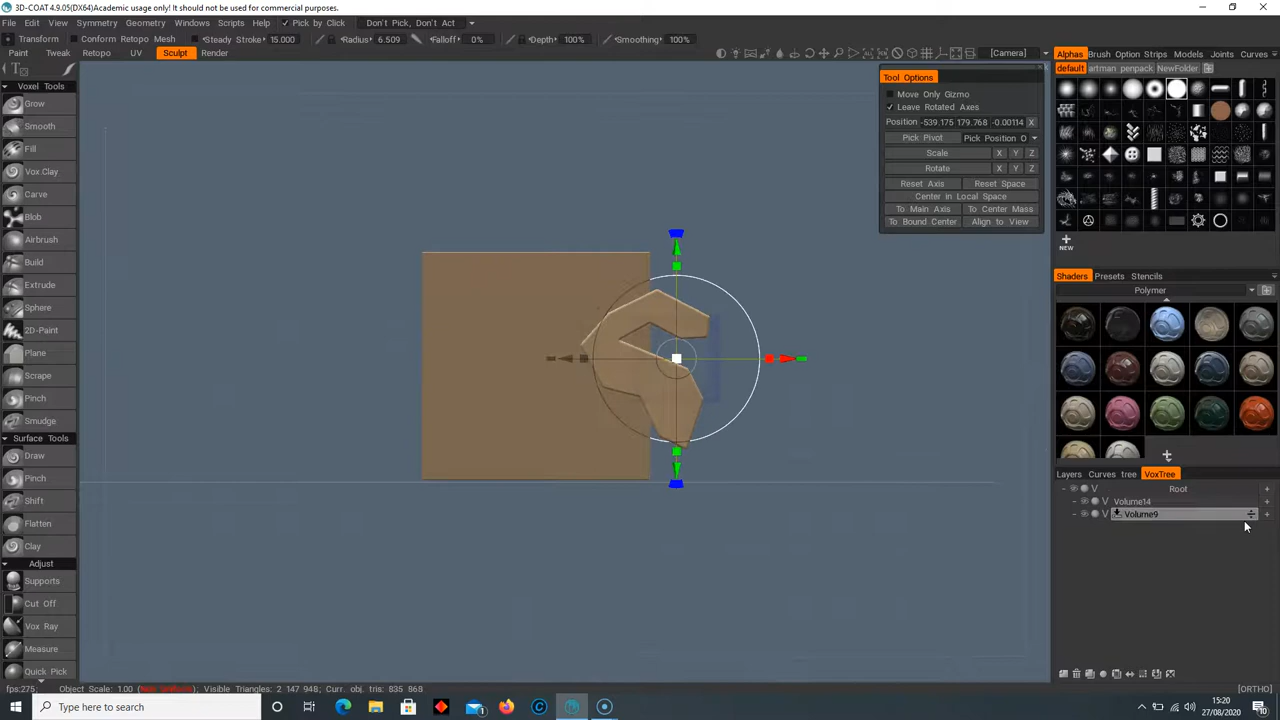 3D-COAT 4.9.05(DX64)Academic usage only! It should not be used for commercial purposes.
File Edit View Symmetry Geometry Windows Scripts Help Pick by Click Don't Pick, Don't Act
Transform Conform Retopo Mesh Steady Stroke 15.000 Radius 6.509 Falloff 0% Depth 100% Smoothing 100%
Paint Tweak Retopo UV Sculpt Render [Camera] Alphas Brush Option Strips Models Joints Curves
default artman penpack NewFolder
Voxel Tools
Grow
Smooth
Fill
Vox.Clay
Carve
Blob
Airbrush
Build
Extrude
Sphere
2D-Paint
Plane
Scrape
Pinch
Smudge
Surface Tools
Draw
Pinch
Shift
Flatten
Clay
Adjust
Supports
Cut Off
Vox Ray
Measure
Quick Pick
Tool Options
Move Only Gizmo
Leave Rotated Axes
Position -539.175 179.768 -0.00114 X
Pick Pivot Pick Position O
Scale X Y Z
Rotate X Y Z
Reset Axis Reset Space
Center in Local Space
To Main Axis To Center Mass
To Bound Center Align to View
NEW
Shaders Presets Stencils
Polymer
Layers Curves tree VoxTree
V Root
V Volume14
V Volume9
fps:275; Object Scale: 1.00 Visible Triangles: 2 147 948; Curr. obj. tris: 835 868 [ORTHO]
Type here to search
15:20
27/08/2020